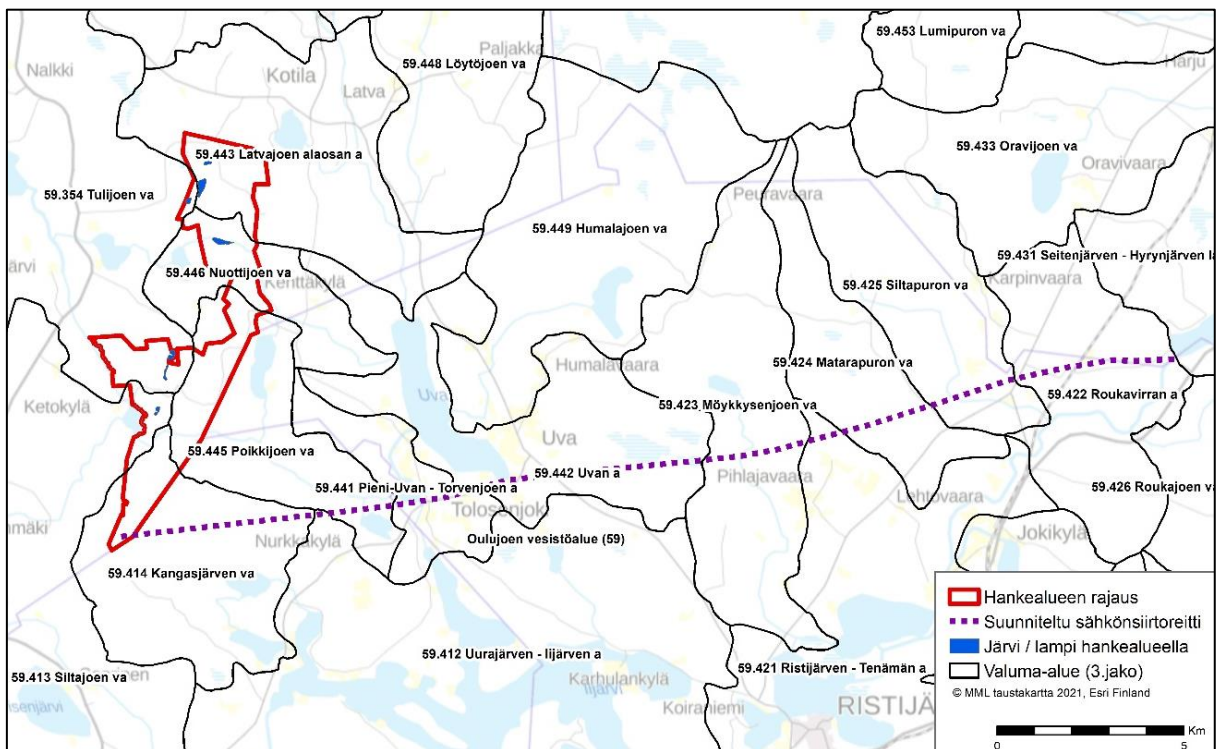 59.453 Lumipuron va
Paljakka
59.448 Löytöjoen va
Nalkki
Kotila
Harju
Latva
59.443 Latvajoen alaosan a
59.433 Oravijoen va
Oravivaara
59.354 Tulijoen va
Peuravaara
59.449 Humalajoen va
59.446 Nuottijoen va
Kenttäkylä
59.431 Seitenjärven - Hyrynjärven la
Karpinvaara
59.425 Siltapuron va
Humalavaara
59.424 Matarapuron va
Uva
Ketokylä
59.423 Möykkysenjoen va
59.422 Roukavirran a
Uva
59.445 Poikkijoen va
59.442 Uvan a
Pihlajavaara
59.441 Pieni-Uvan - Torvenjoen a
Lehtovaara
59.426 Roukajoen va
Tolosenjoki
Nurkkakylä
Oulujoen vesistöalue (59)
Jokikylä
59.414 Kangasjärven va
59.412 Uurajärven - Iijärven a
59.421 Ristijärven - Tenämän a
59.413 Siltajoen va
Karhulankylä
Iijärvi
Koiraniemi
RISTIJÄ
Hankealueen rajaus
Suunniteltu sähkönsiirtoreitti
Järvi / lampi hankealueella
Valuma-alue (3.jako)
© MML taustakartta 2021, Esri Finland
Km
0 5